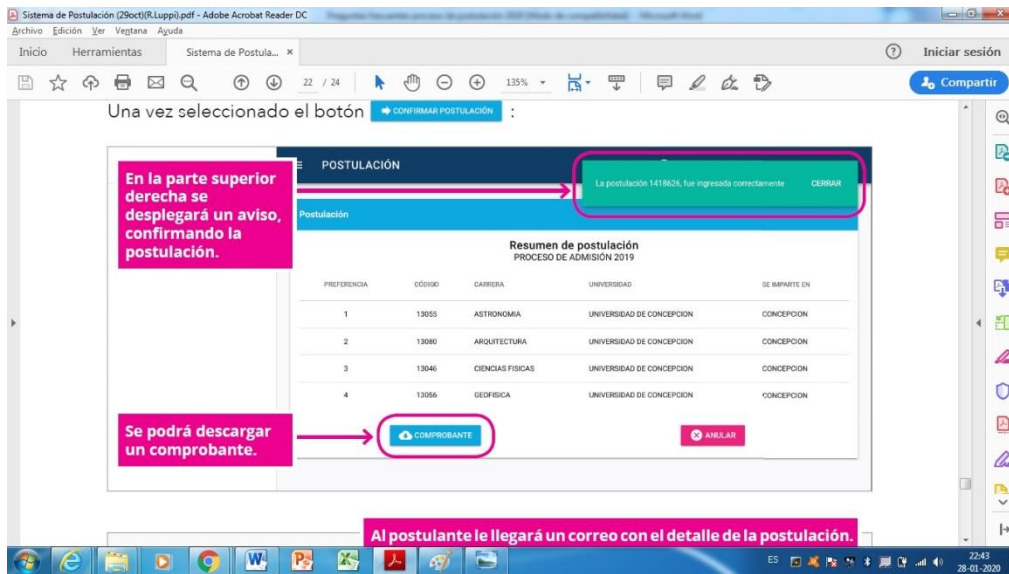 Sistema de Postulación (29oct)(R.Luppi).pdf - Adobe Acrobat Reader DC
Archivo Edición Ver Ventana Ayuda
Inicio Herramientas Sistema de Postula... × ? Iniciar sesión
22 / 24 135% Compartir
Una vez seleccionado el botón CONFIRMAR POSTULACIÓN :
POSTULACIÓN
La postulación 1418626, fue ingresada correctamente CERRAR
En la parte superior
derecha se
desplegará un aviso,
confirmando la
postulación.
Postulación
Resumen de postulación
PROCESO DE ADMISIÓN 2019
PREFERENCIA CÓDIGO CARRERA UNIVERSIDAD SE IMPARTE EN
1 13055 ASTRONOMIA UNIVERSIDAD DE CONCEPCION CONCEPCION
2 13080 ARQUITECTURA UNIVERSIDAD DE CONCEPCION CONCEPCION
3 13046 CIENCIAS FISICAS UNIVERSIDAD DE CONCEPCION CONCEPCION
4 13056 GEOFISICA UNIVERSIDAD DE CONCEPCION CONCEPCION
Se podrá descargar
un comprobante.
COMPROBANTE ANULAR
Al postulante le llegará un correo con el detalle de la postulación.
ES 22:43
28-01-2020